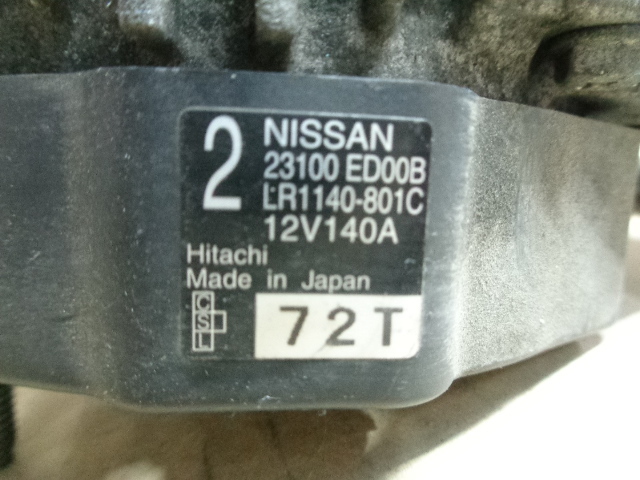 2
NISSAN
23100 ED00B
LR1140-801C
12V140A
Hitachi
Made in Japan
C
S
L
72T